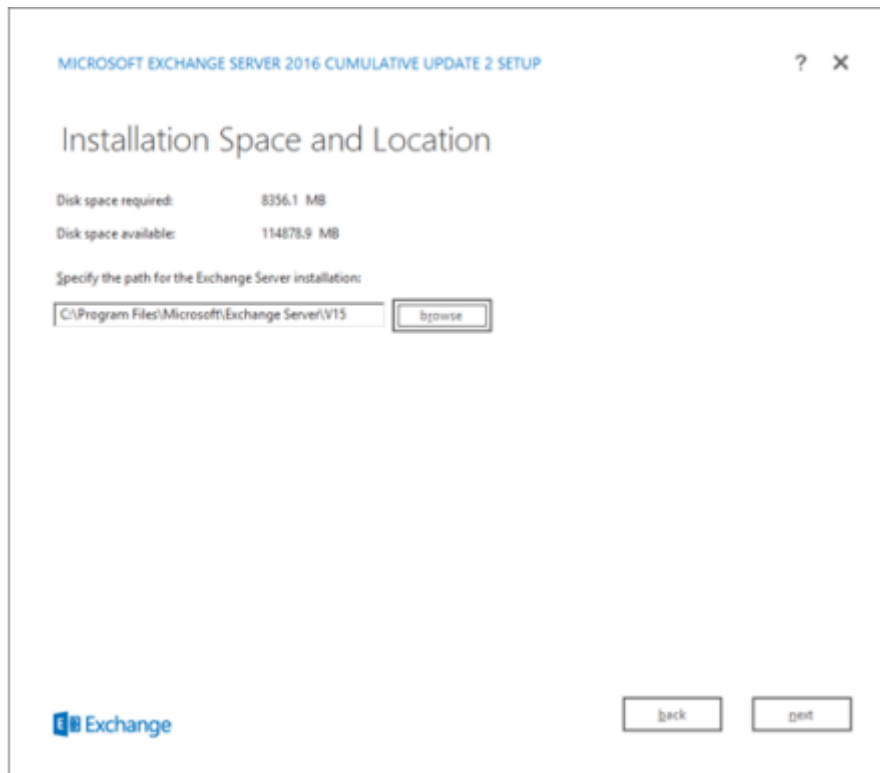 MICROSOFT EXCHANGE SERVER 2016 CUMULATIVE UPDATE 2 SETUP ? ✕
Installation Space and Location
Disk space required: 8356.1 MB
Disk space available: 114878.9 MB
Specify the path for the Exchange Server installation:
C:\Program Files\Microsoft\Exchange Server\V15 browse
E Exchange back next